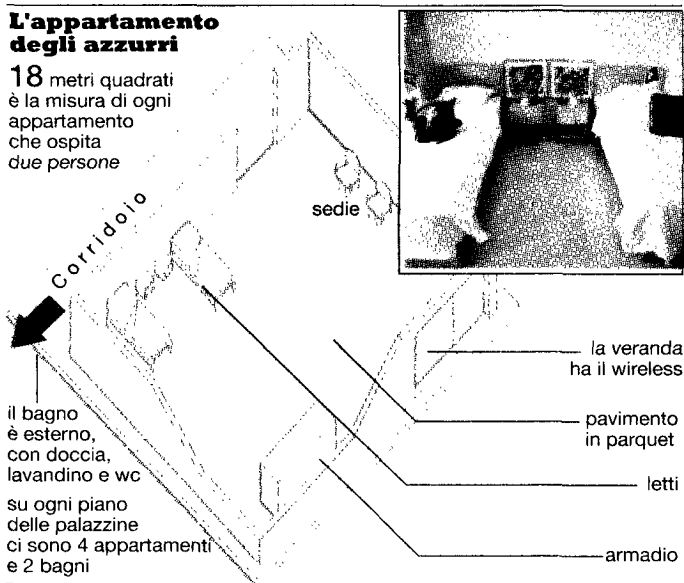 L'appartamento
degli azzurri
18 metri quadrati
è la misura di ogni
appartamento
che ospita
due persone
sedie
Corridoio
la veranda
ha il wireless
pavimento
in parquet
letti
armadio
il bagno
è esterno,
con doccia,
lavandino e wc
su ogni piano
delle palazzine
ci sono 4 appartamenti
e 2 bagni